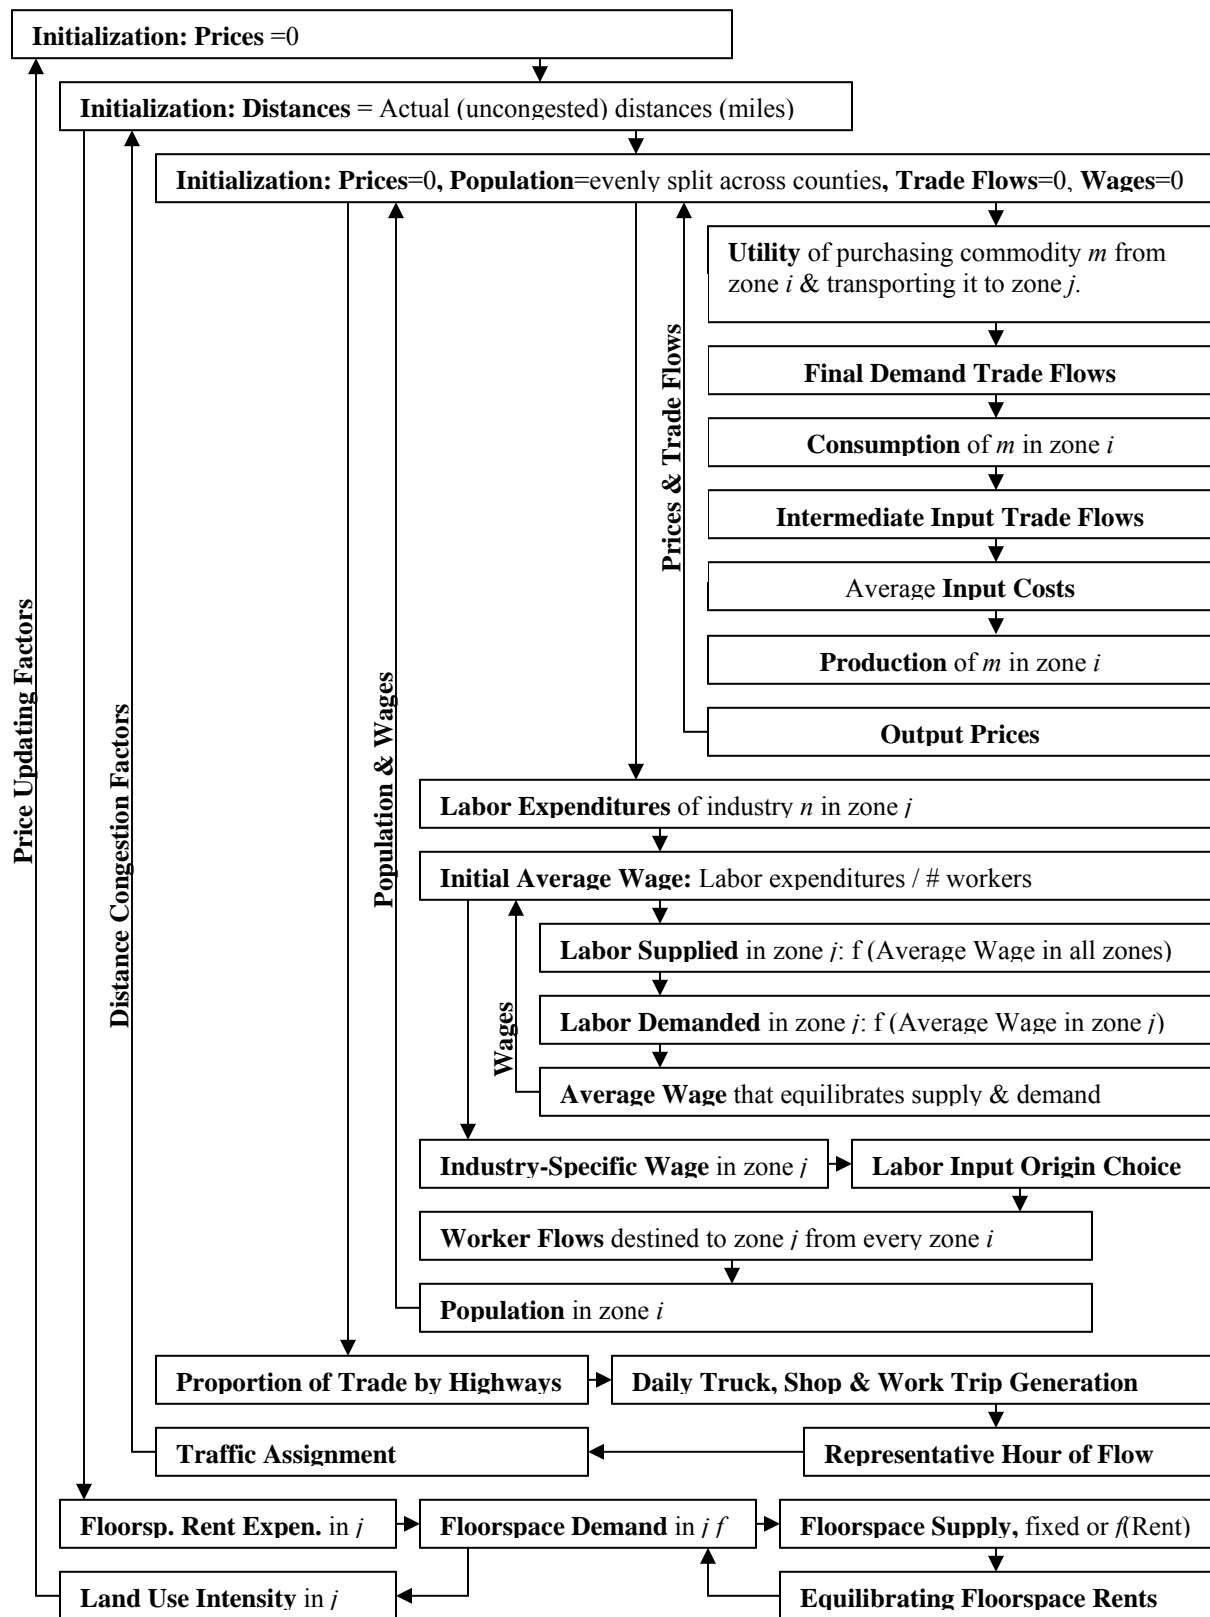 Initialization: Prices =0
Initialization: Distances = Actual (uncongested) distances (miles)
Initialization: Prices=0, Population=evenly split across counties, Trade Flows=0, Wages=0
Utility of purchasing commodity m from
zone i & transporting it to zone j.
Final Demand Trade Flows
Consumption of m in zone i
Intermediate Input Trade Flows
Average Input Costs
Production of m in zone i
Output Prices
Prices & Trade Flows
Labor Expenditures of industry n in zone j
Initial Average Wage: Labor expenditures / # workers
Labor Supplied in zone j: f (Average Wage in all zones)
Labor Demanded in zone j: f (Average Wage in zone j)
Average Wage that equilibrates supply & demand
Wages
Industry-Specific Wage in zone j
Labor Input Origin Choice
Worker Flows destined to zone j from every zone i
Population in zone i
Population & Wages
Proportion of Trade by Highways
Daily Truck, Shop & Work Trip Generation
Traffic Assignment
Representative Hour of Flow
Distance Congestion Factors
Floorsp. Rent Expen. in j
Floorspace Demand in j f
Floorspace Supply, fixed or f(Rent)
Land Use Intensity in j
Equilibrating Floorspace Rents
Price Updating Factors